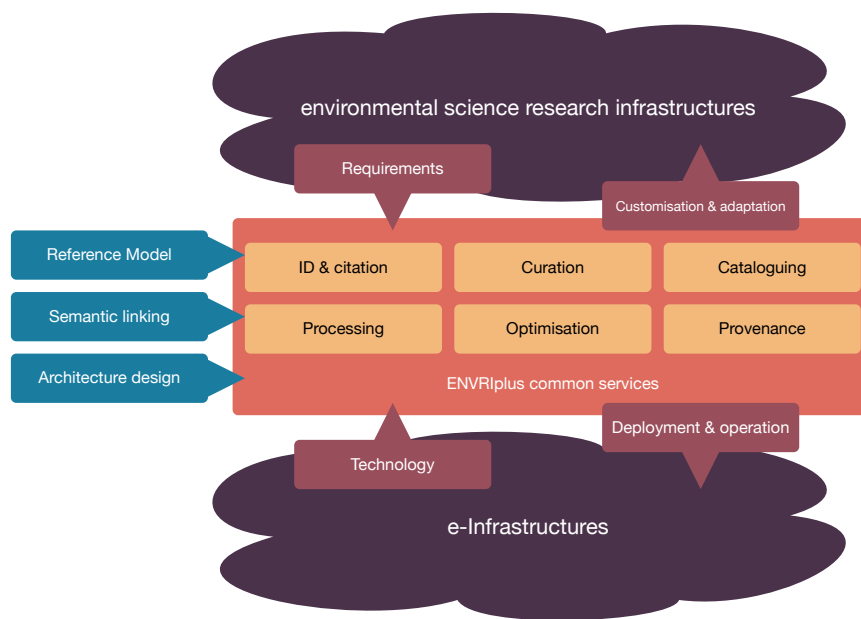 environmental science research infrastructures
Requirements
Customisation & adaptation
Reference Model
ID & citation
Curation
Cataloguing
Semantic linking
Processing
Optimisation
Provenance
Architecture design
ENVRIplus common services
Deployment & operation
Technology
e-Infrastructures